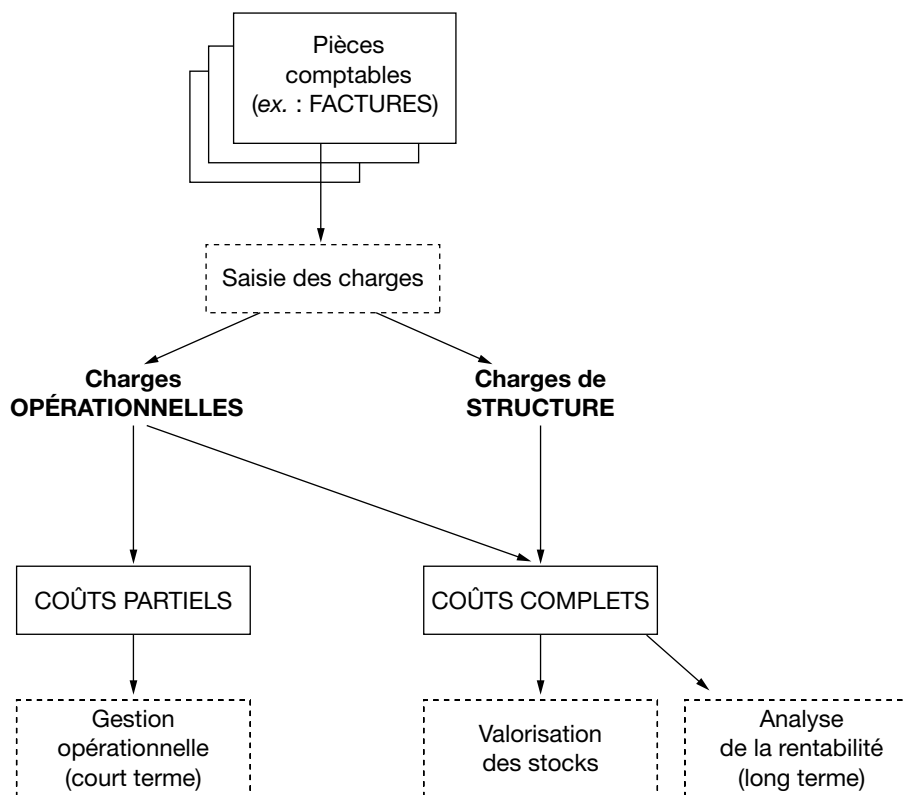 Pièces
comptables
(ex. : FACTURES)
Saisie des charges
Charges
OPÉRATIONNELLES
Charges de
STRUCTURE
COÛTS PARTIELS
COÛTS COMPLETS
Gestion
opérationnelle
(court terme)
Valorisation
des stocks
Analyse
de la rentabilité
(long terme)